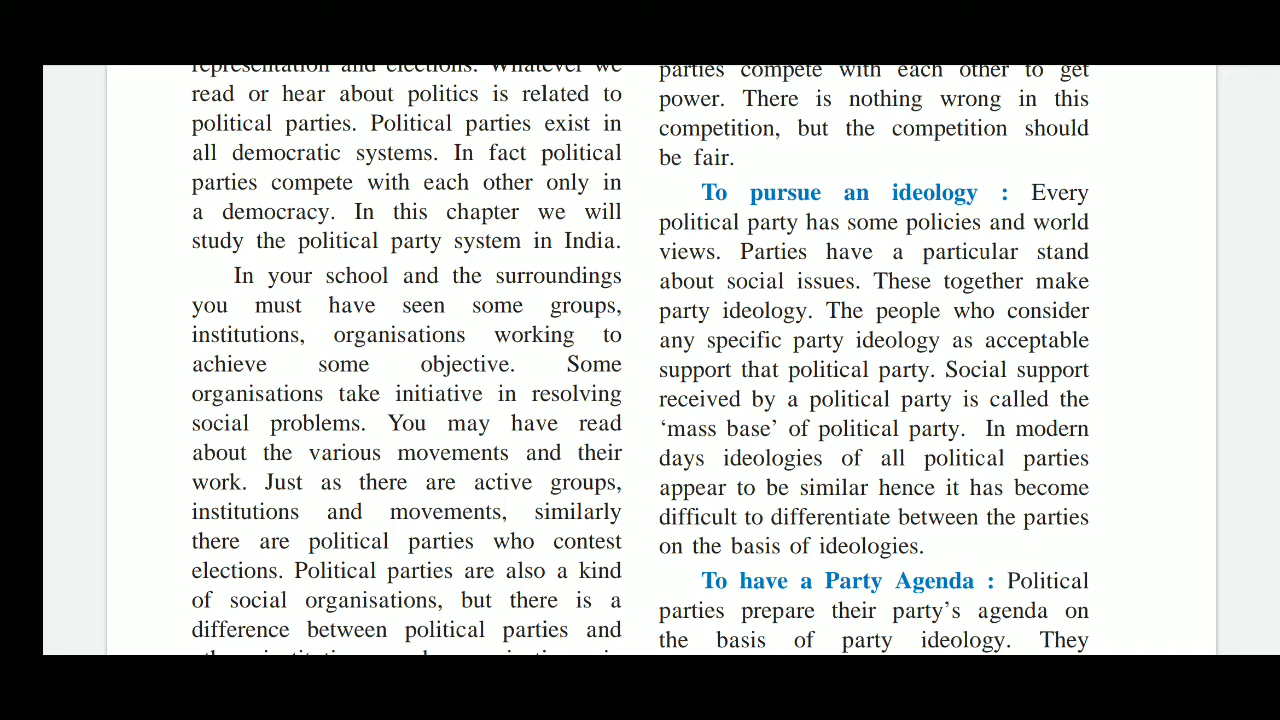 representation and elections. Whatever we
read or hear about politics is related to
political parties. Political parties exist in
all democratic systems. In fact political
parties compete with each other only in
a democracy. In this chapter we will
study the political party system in India.
In your school and the surroundings
you must have seen some groups,
institutions, organisations working to
achieve some objective. Some
organisations take initiative in resolving
social problems. You may have read
about the various movements and their
work. Just as there are active groups,
institutions and movements, similarly
there are political parties who contest
elections. Political parties are also a kind
of social organisations, but there is a
difference between political parties and
parties compete with each other to get
power. There is nothing wrong in this
competition, but the competition should
be fair.
To pursue an ideology : Every
political party has some policies and world
views. Parties have a particular stand
about social issues. These together make
party ideology. The people who consider
any specific party ideology as acceptable
support that political party. Social support
received by a political party is called the
‘mass base’ of political party. In modern
days ideologies of all political parties
appear to be similar hence it has become
difficult to differentiate between the parties
on the basis of ideologies.
To have a Party Agenda : Political
parties prepare their party’s agenda on
the basis of party ideology. They